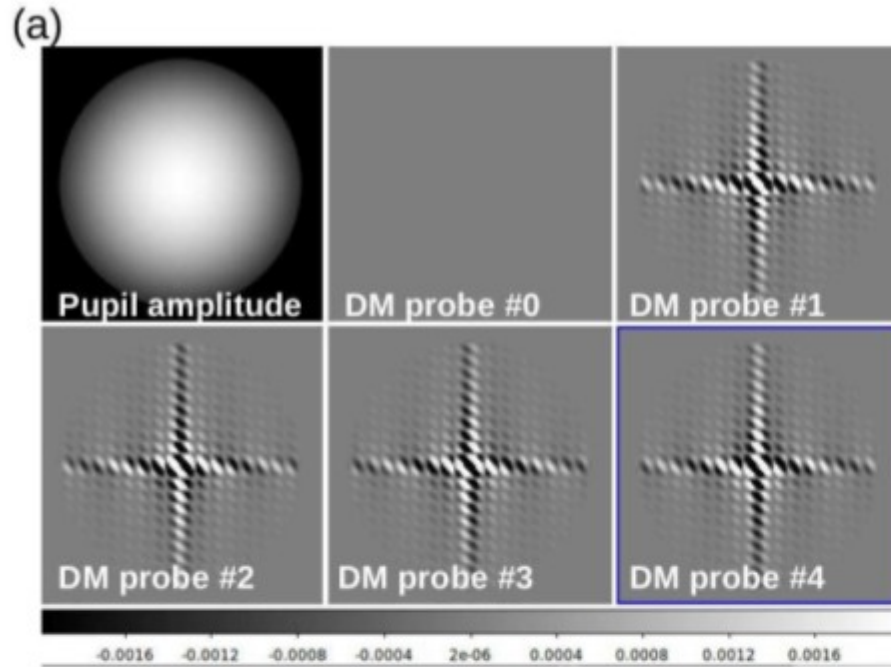 (a)
Pupil amplitude DM probe #0 DM probe #1
DM probe #2 DM probe #3 DM probe #4
-0.0016 -0.0012 -0.0008 -0.0004 2e-06 0.0004 0.0008 0.0012 0.0016